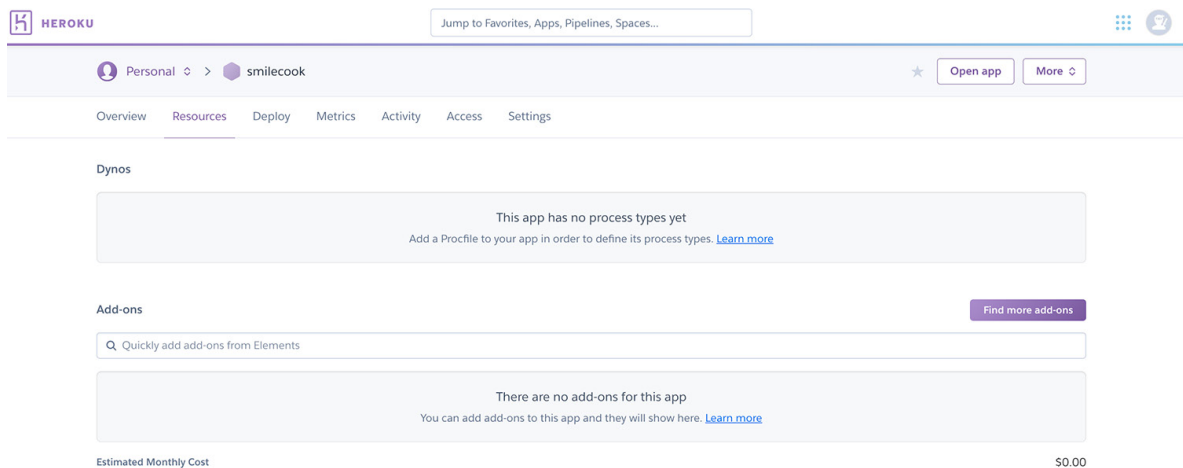 HEROKU
Jump to Favorites, Apps, Pipelines, Spaces...
Personal > smilecook
Open app
More
Overview Resources Deploy Metrics Activity Access Settings
Dynos
This app has no process types yet
Add a Procfile to your app in order to define its process types. Learn more
Add-ons
Find more add-ons
Quickly add add-ons from Elements
There are no add-ons for this app
You can add add-ons to this app and they will show here. Learn more
Estimated Monthly Cost $0.00